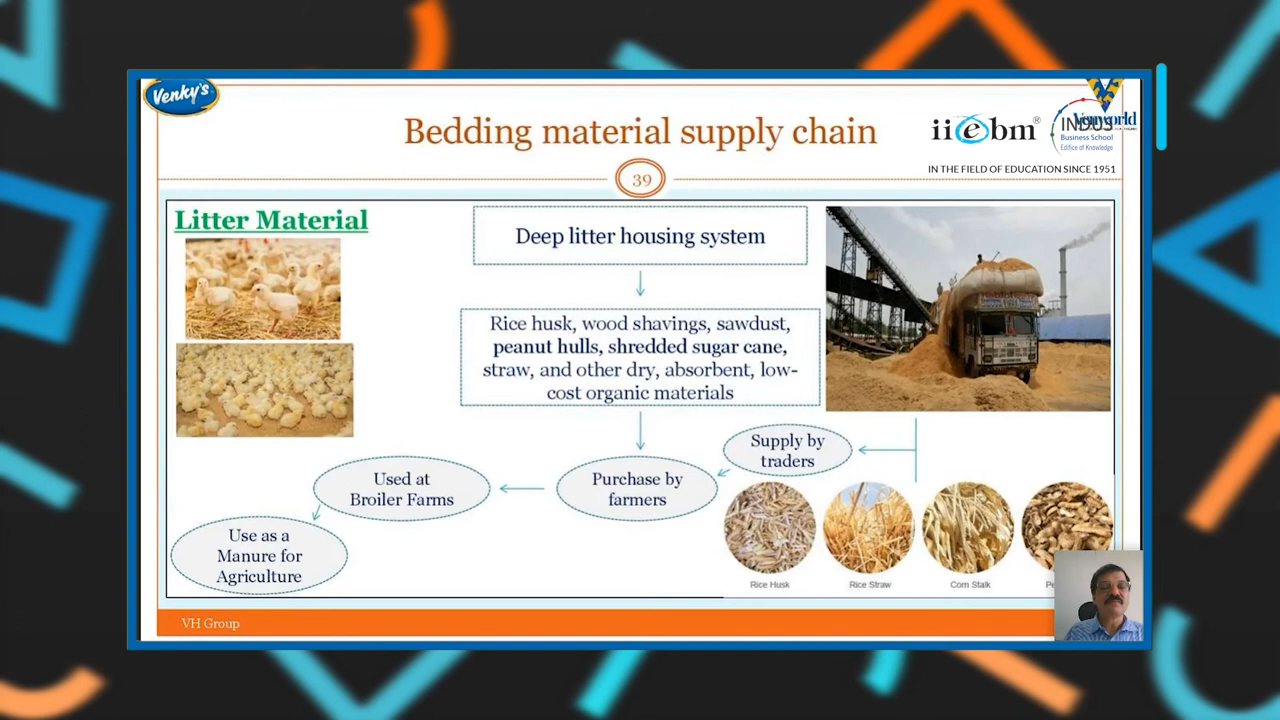 Venky's
Bedding material supply chain
iiebm®
INDUS
Business School
Edifice of Knowledge
IN THE FIELD OF EDUCATION SINCE 1951
39
Litter Material
Deep litter housing system
Rice husk, wood shavings, sawdust,
peanut hulls, shredded sugar cane,
straw, and other dry, absorbent, low-
cost organic materials
Supply by
traders
Purchase by
farmers
Used at
Broiler Farms
Use as a
Manure for
Agriculture
Rice Husk
Rice Straw
Corn Stalk
VH Group